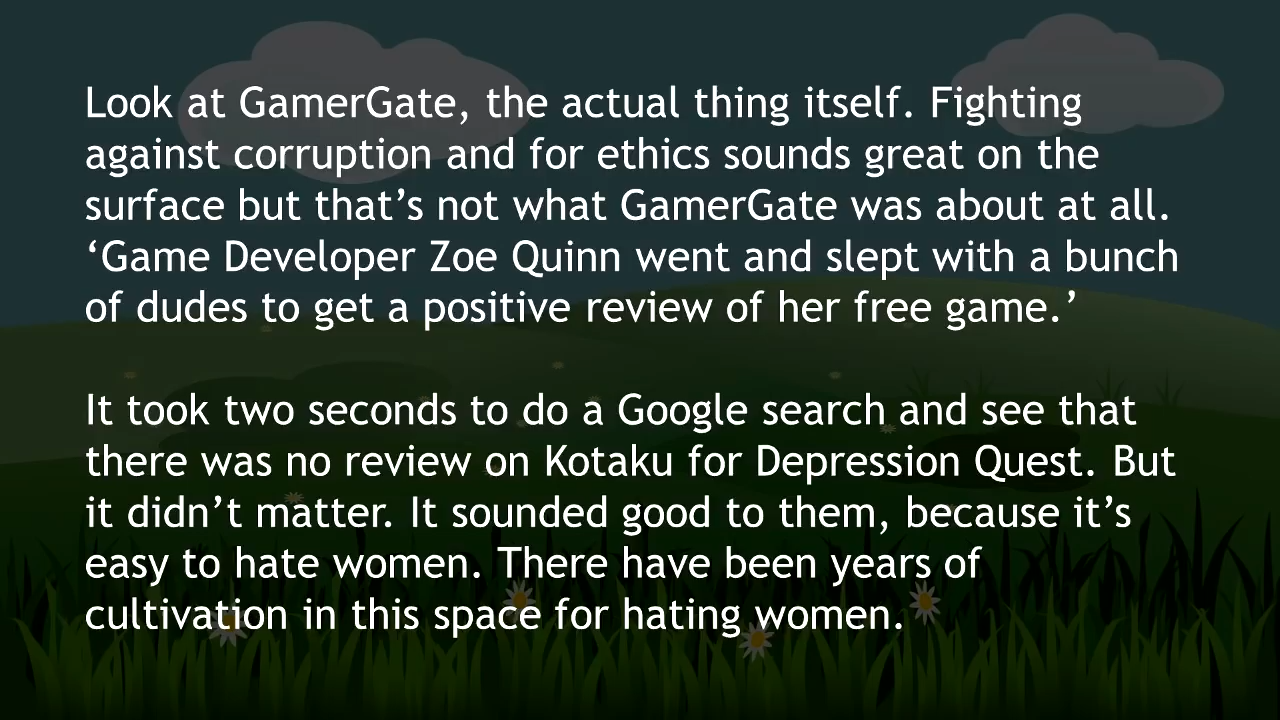 Look at GamerGate, the actual thing itself. Fighting
against corruption and for ethics sounds great on the
surface but that’s not what GamerGate was about at all.
‘Game Developer Zoe Quinn went and slept with a bunch
of dudes to get a positive review of her free game.’
It took two seconds to do a Google search and see that
there was no review on Kotaku for Depression Quest. But
it didn’t matter. It sounded good to them, because it’s
easy to hate women. There have been years of
cultivation in this space for hating women.